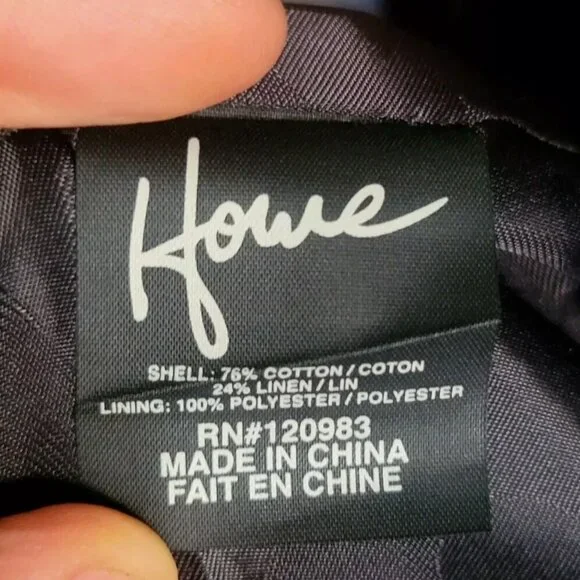 Howe
SHELL: 76% COTTON / COTON
24% LINEN / LIN
LINING: 100% POLYESTER / POLYESTER
RN#120983
MADE IN CHINA
FAIT EN CHINE